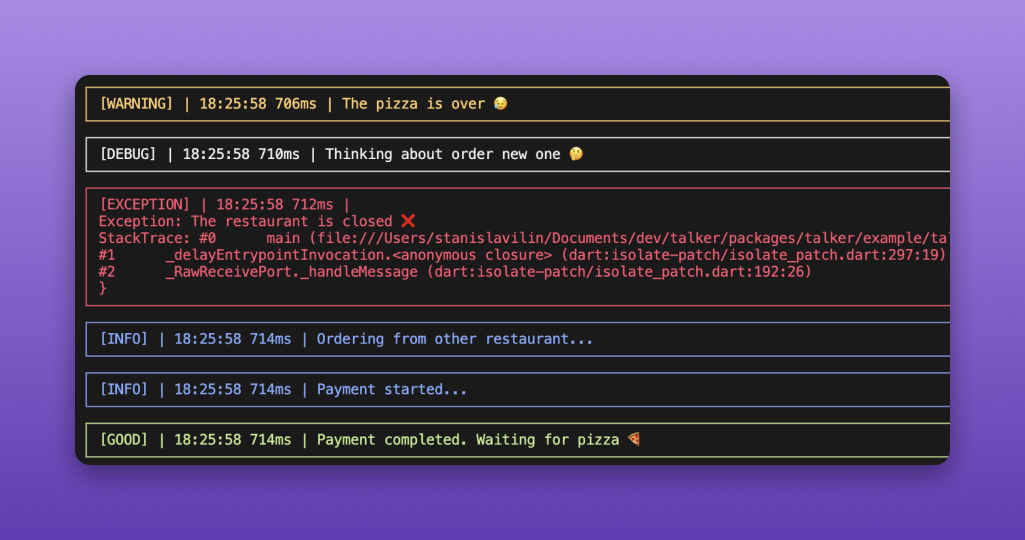 [WARNING] | 18:25:58 706ms | The pizza is over 😥
[DEBUG] | 18:25:58 710ms | Thinking about order new one 🤔
[EXCEPTION] | 18:25:58 712ms |
Exception: The restaurant is closed ❌
StackTrace: #0      main (file:///Users/stanislavilin/Documents/dev/talker/packages/talker/example/
#1      _delayEntrypointInvocation.<anonymous closure> (dart:isolate-patch/isolate_patch.dart:297:19)
#2      _RawReceivePort._handleMessage (dart:isolate-patch/isolate_patch.dart:192:26)
}
[INFO] | 18:25:58 714ms | Ordering from other restaurant...
[INFO] | 18:25:58 714ms | Payment started...
[GOOD] | 18:25:58 714ms | Payment completed. Waiting for pizza 🍕